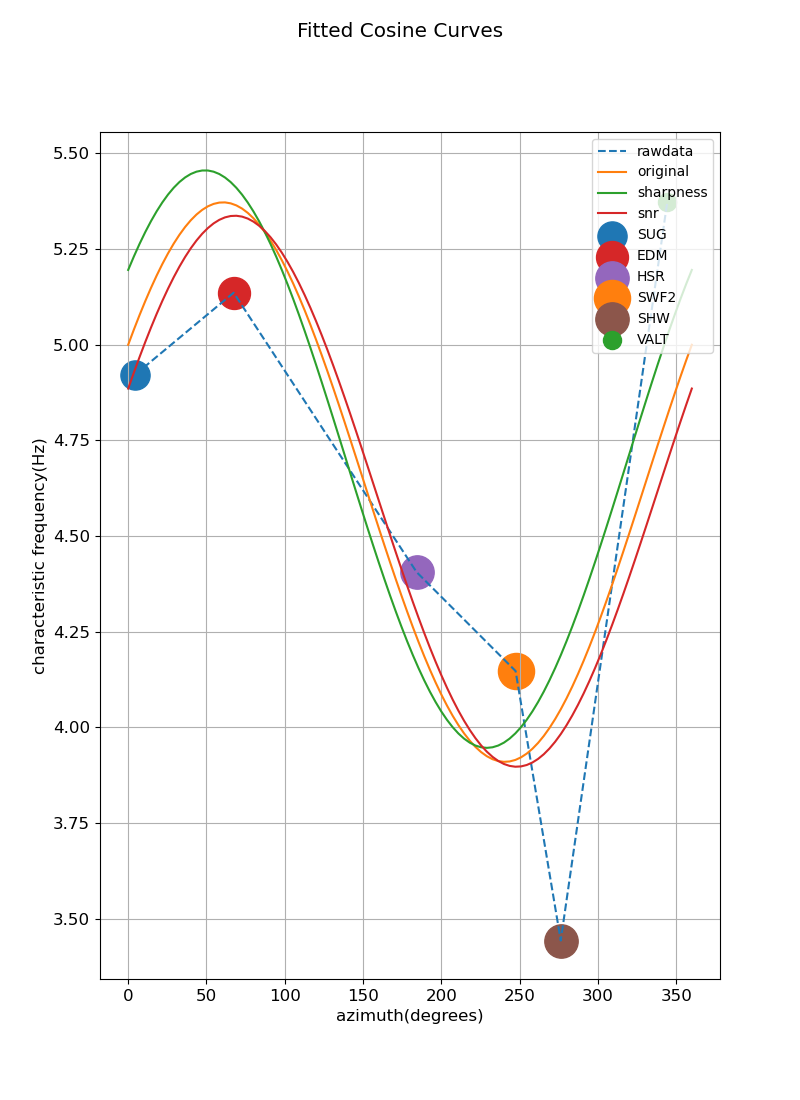 Fitted Cosine Curves
5.50
5.25
5.00
4.75
4.50
4.25
4.00
3.75
3.50
characteristic frequency(Hz)
rawdata
original
sharpness
snr
SUG
EDM
HSR
SWF2
SHW
VALT
0 50 100 150 200 250 300 350
azimuth(degrees)